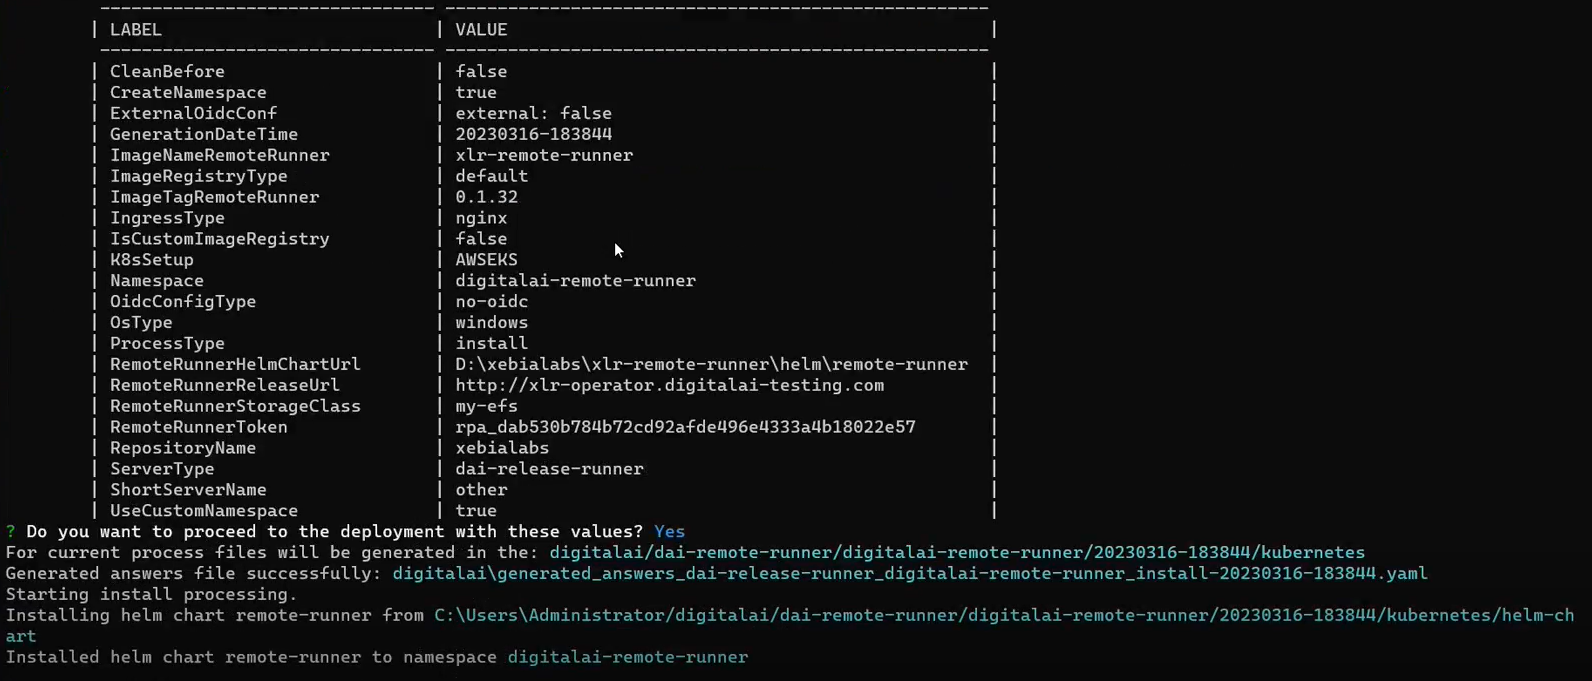 | LABEL | VALUE |
| CleanBefore | false |
| CreateNamespace | true |
| ExternalOidcConf | external: false |
| GenerationDateTime | 20230316-183844 |
| ImageNameRemoteRunner | xlr-remote-runner |
| ImageRegistryType | default |
| ImageTagRemoteRunner | 0.1.32 |
| IngressType | nginx |
| IsCustomImageRegistry | false |
| K8sSetup | AWSEKS |
| Namespace | digitalai-remote-runner |
| OidcConfigType | no-oidc |
| OsType | windows |
| ProcessType | install |
| RemoteRunnerHelmChartUrl | D:\xebialabs\xlr-remote-runner\helm\remote-runner |
| RemoteRunnerReleaseUrl | http://xlr-operator.digitalai-testing.com |
| RemoteRunnerStorageClass | my-efs |
| RemoteRunnerToken | rpa_dab530b784b72cd92afde496e4333a4b18022e57 |
| RepositoryName | xebialabs |
| ServerType | dai-release-runner |
| ShortServerName | other |
| UseCustomNamespace | true |
? Do you want to proceed to the deployment with these values? Yes
For current process files will be generated in the: digitalai/dai-remote-runner/digitalai-remote-runner/20230316-183844/kubernetes
Generated answers file successfully: digitalai\generated_answers_dai-release-runner_digitalai-remote-runner_install-20230316-183844.yaml
Starting install processing.
Installing helm chart remote-runner from C:\Users\Administrator/digitalai/dai-remote-runner/digitalai-remote-runner/20230316-183844/kubernetes/helm-ch
art
Installed helm chart remote-runner to namespace digitalai-remote-runner